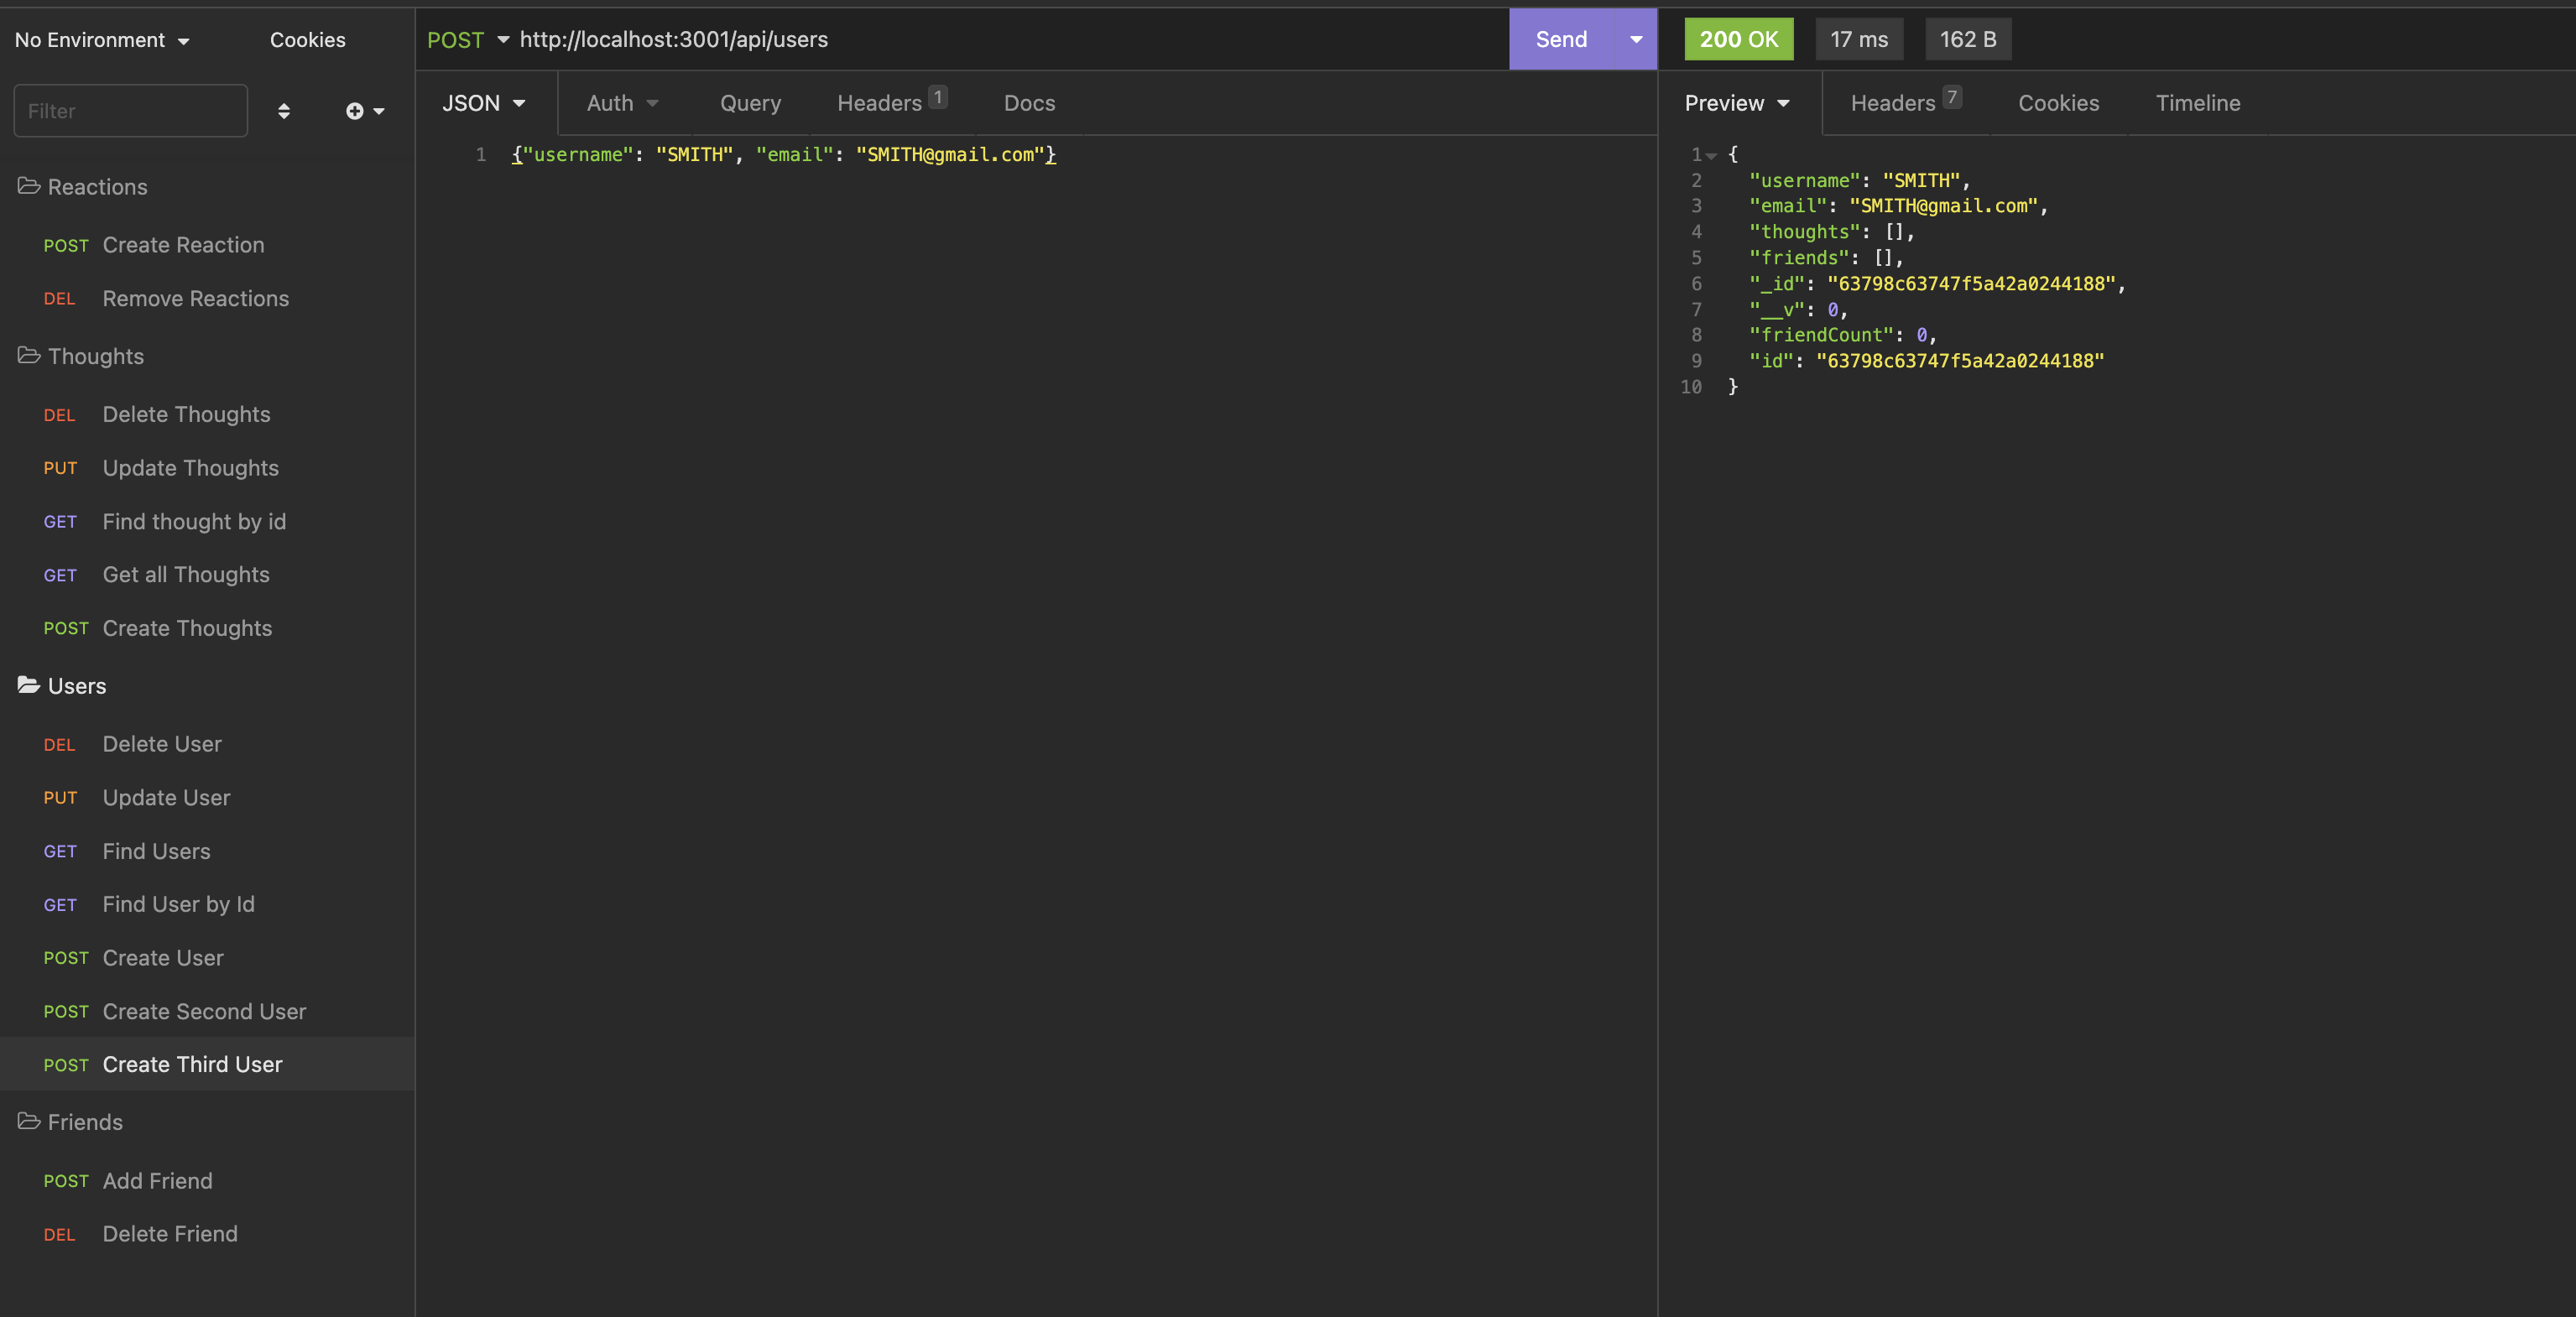 No Environment
Cookies
Filter
Reactions
POST Create Reaction
DEL Remove Reactions
Thoughts
DEL Delete Thoughts
PUT Update Thoughts
GET Find thought by id
GET Get all Thoughts
POST Create Thoughts
Users
DEL Delete User
PUT Update User
GET Find Users
GET Find User by Id
POST Create User
POST Create Second User
POST Create Third User
Friends
POST Add Friend
DEL Delete Friend
POST http://localhost:3001/api/users Send
JSON Auth Query Headers 1 Docs
1 {"username": "SMITH", "email": "SMITH@gmail.com"}
200 OK 17 ms 162 B
Preview Headers 7 Cookies Timeline
1 {
2 "username": "SMITH",
3 "email": "SMITH@gmail.com",
4 "thoughts": [],
5 "friends": [],
6 "_id": "63798c63747f5a42a0244188",
7 "__v": 0,
8 "friendCount": 0,
9 "id": "63798c63747f5a42a0244188"
10 }